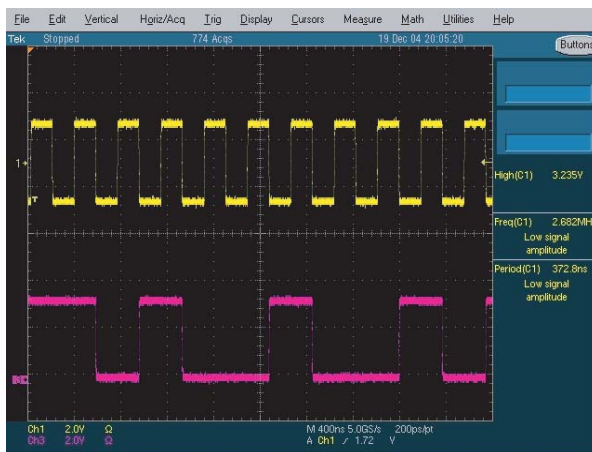 File Edit Vertical Horiz/Acq Trig Display Cursors Measure Math Utilities Help
Tek Stopped 774 Acqs 19 Dec 04 20:05:20
Buttons
1
T
High(C1) 3.235V
Freq(C1) 2.682MH
Low signal
amplitude
Period(C1) 372.8ns
Low signal
amplitude
Ch1 2.0V Ω M 400ns 5.0GS/s 200ps/pt
Ch3 2.0V Ω A Ch1 ∕ 1.72 V